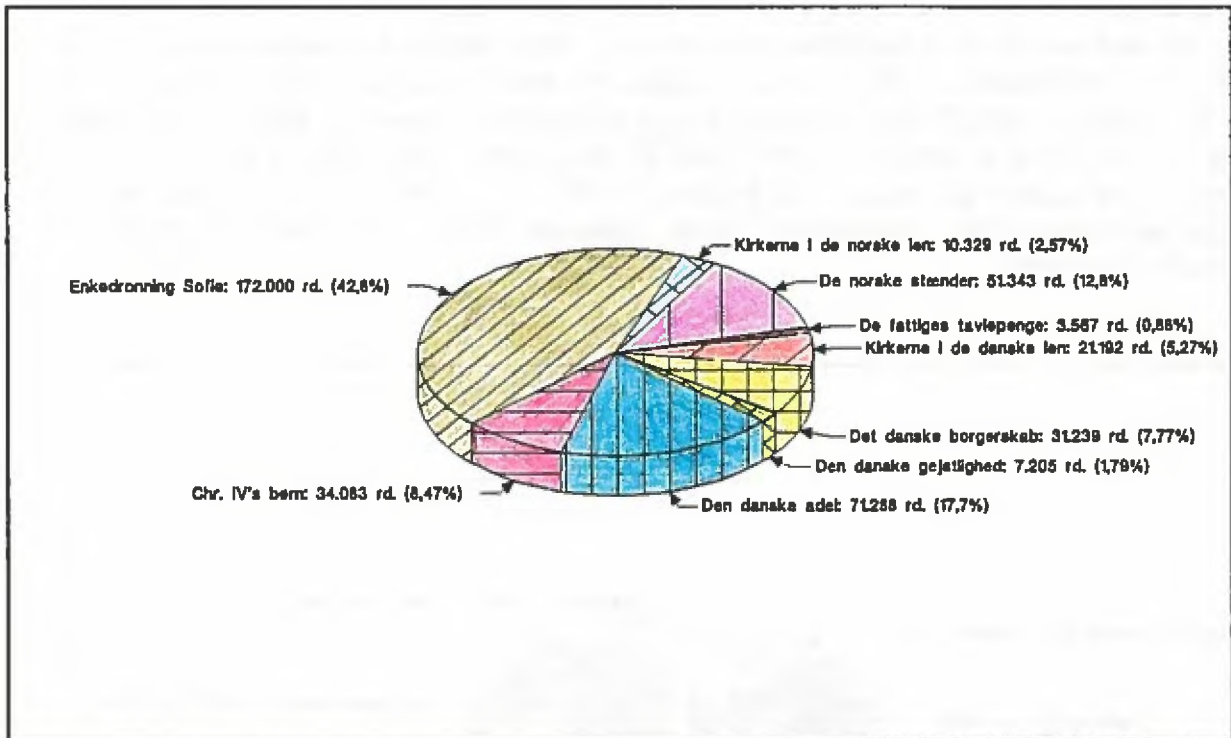 Kirkerne i de norske len: 10.329 rd. (2,57%)
Enkedronning Sofie: 172.000 rd. (42,8%)
De norske stænder: 51.343 rd. (12,8%)
De fattiges tavlepenge: 3.567 rd. (0,88%)
Kirkerne i de danske len: 21.192 rd. (5,27%)
Det danske borgerskab: 31.239 rd. (7,77%)
Den danske gejstlighed: 7.205 rd. (1,79%)
Chr. IV's børn: 34.083 rd. (8,47%)
Den danske adel: 71.288 rd. (17,7%)